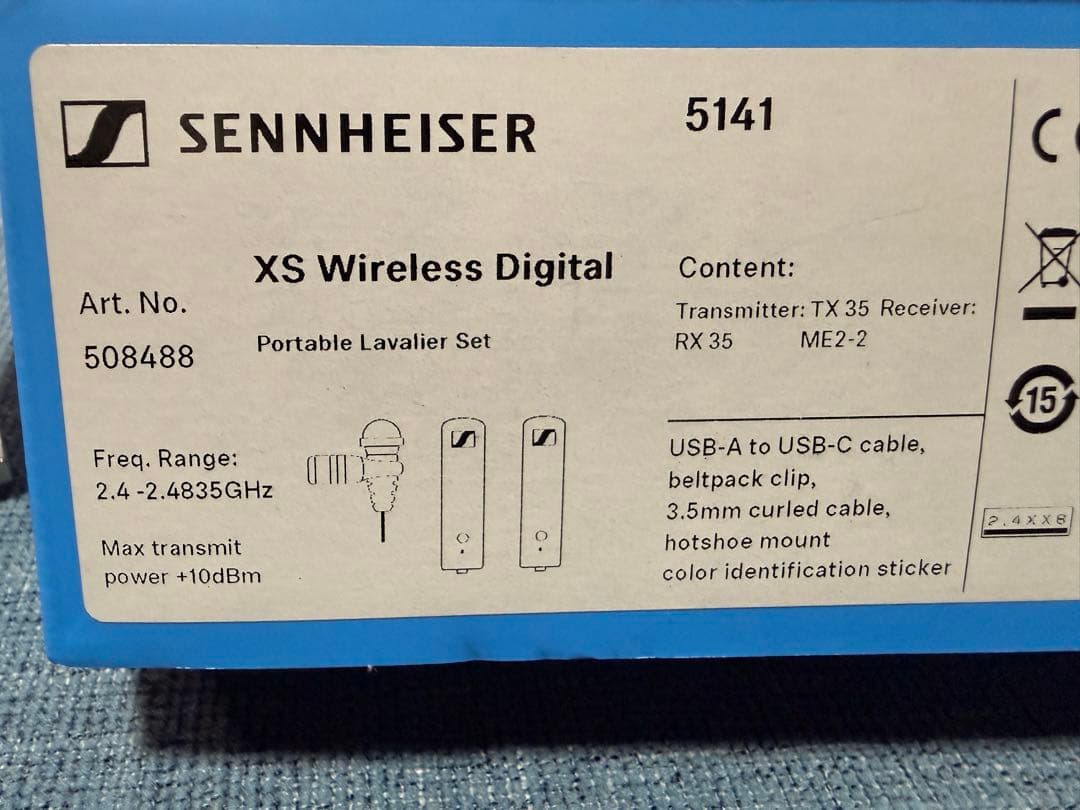 SENNHEISER
5141
XS Wireless Digital
Art. No.
508488
Portable Lavalier Set
Freq. Range:
2.4 -2.4835GHz
Max transmit
power +10dBm
Content:
Transmitter: TX 35 Receiver:
RX 35 ME2-2
USB-A to USB-C cable,
beltpack clip,
3.5mm curled cable,
hotshoe mount
color identification sticker
15
2.4XX8